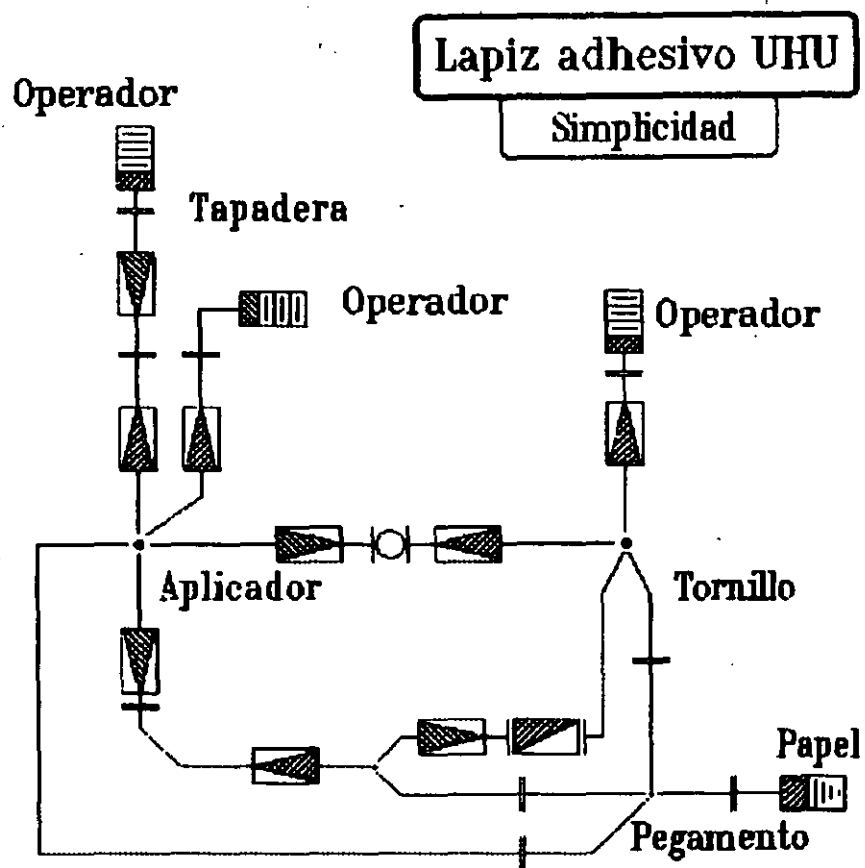 Lapiz adhesivo UHU
Simplicidad
Operador
Tapadera
Operador
Operador
Aplicador
Tornillo
Papel
Pegamento